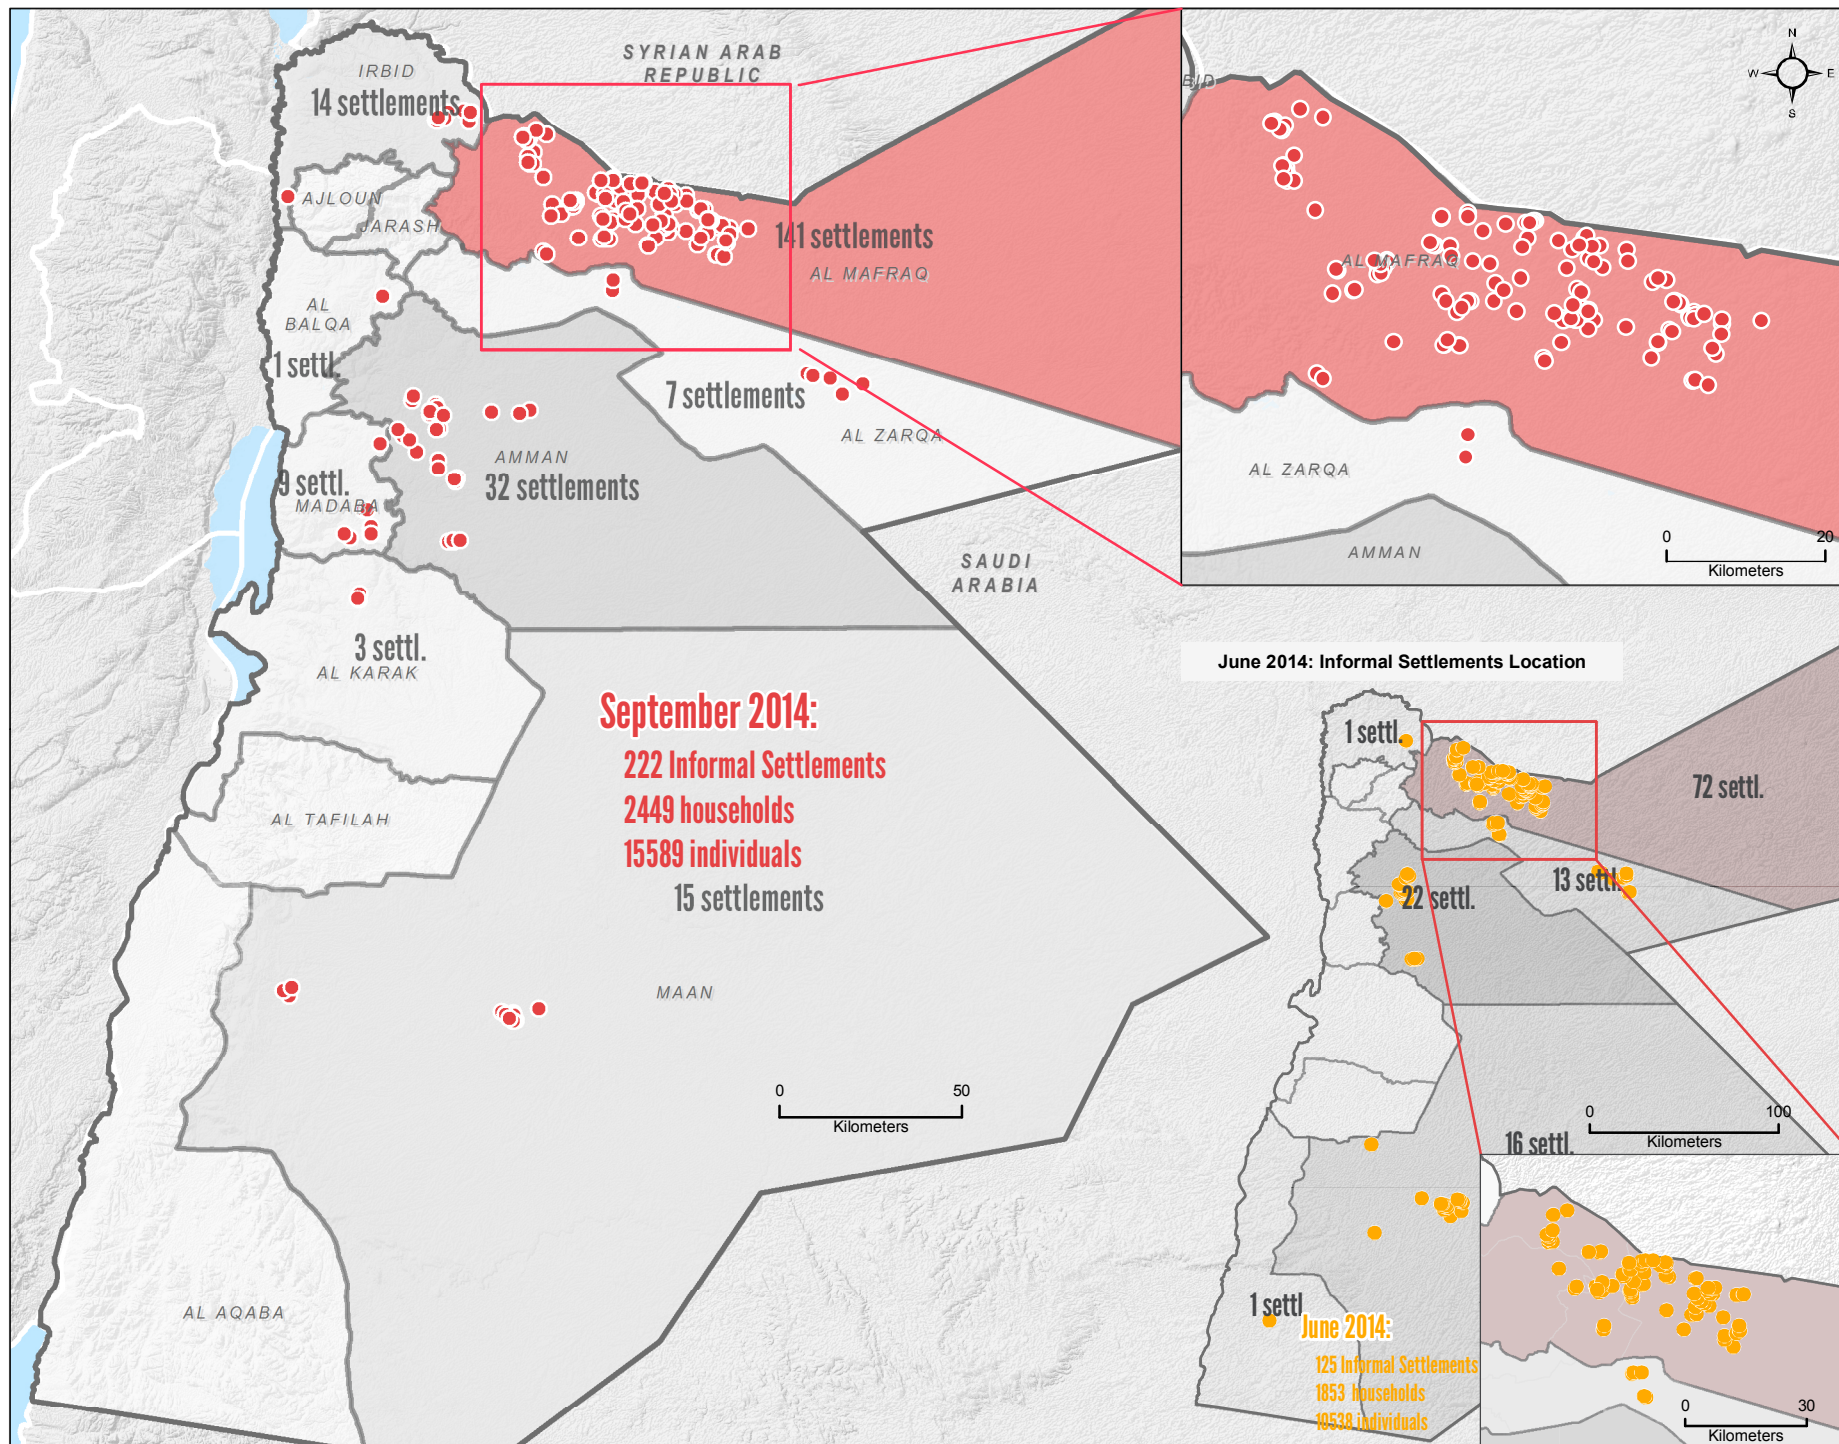 SYRIAN ARAB
REPUBLIC
IRBID
14 settlements
AJLOUN
JARASH
141 settlements
AL MAFRAQ
AL
BALQA
1 settl.
7 settlements
AL ZARQA
AMMAN
32 settlements
9 settl.
MADABA
SAUDI
ARABIA
3 settl.
AL KARAK
September 2014:
222 Informal Settlements
2449 households
15589 individuals
15 settlements
AL TAFILAH
MAAN
0 50
Kilometers
AL AQABA
N
W E
S
BID
AL MAFRAQ
AL ZARQA
AMMAN
0 20
Kilometers
June 2014: Informal Settlements Location
1 settl.
72 settl.
13 settl.
22 settl.
0 100
Kilometers
16 settl.
1 settl
June 2014:
125 Informal Settlements
1853 households
10538 individuals
0 30
Kilometers